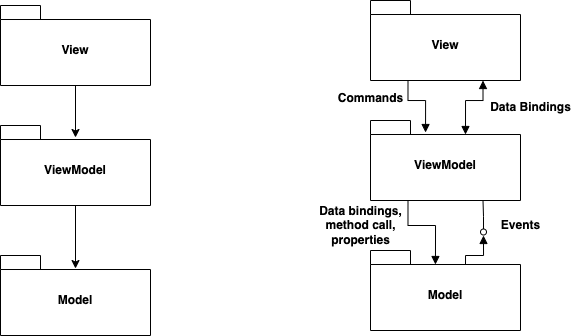 View
ViewModel
Model
View
Commands
Data Bindings
ViewModel
Data bindings,
method call,
properties
Events
Model